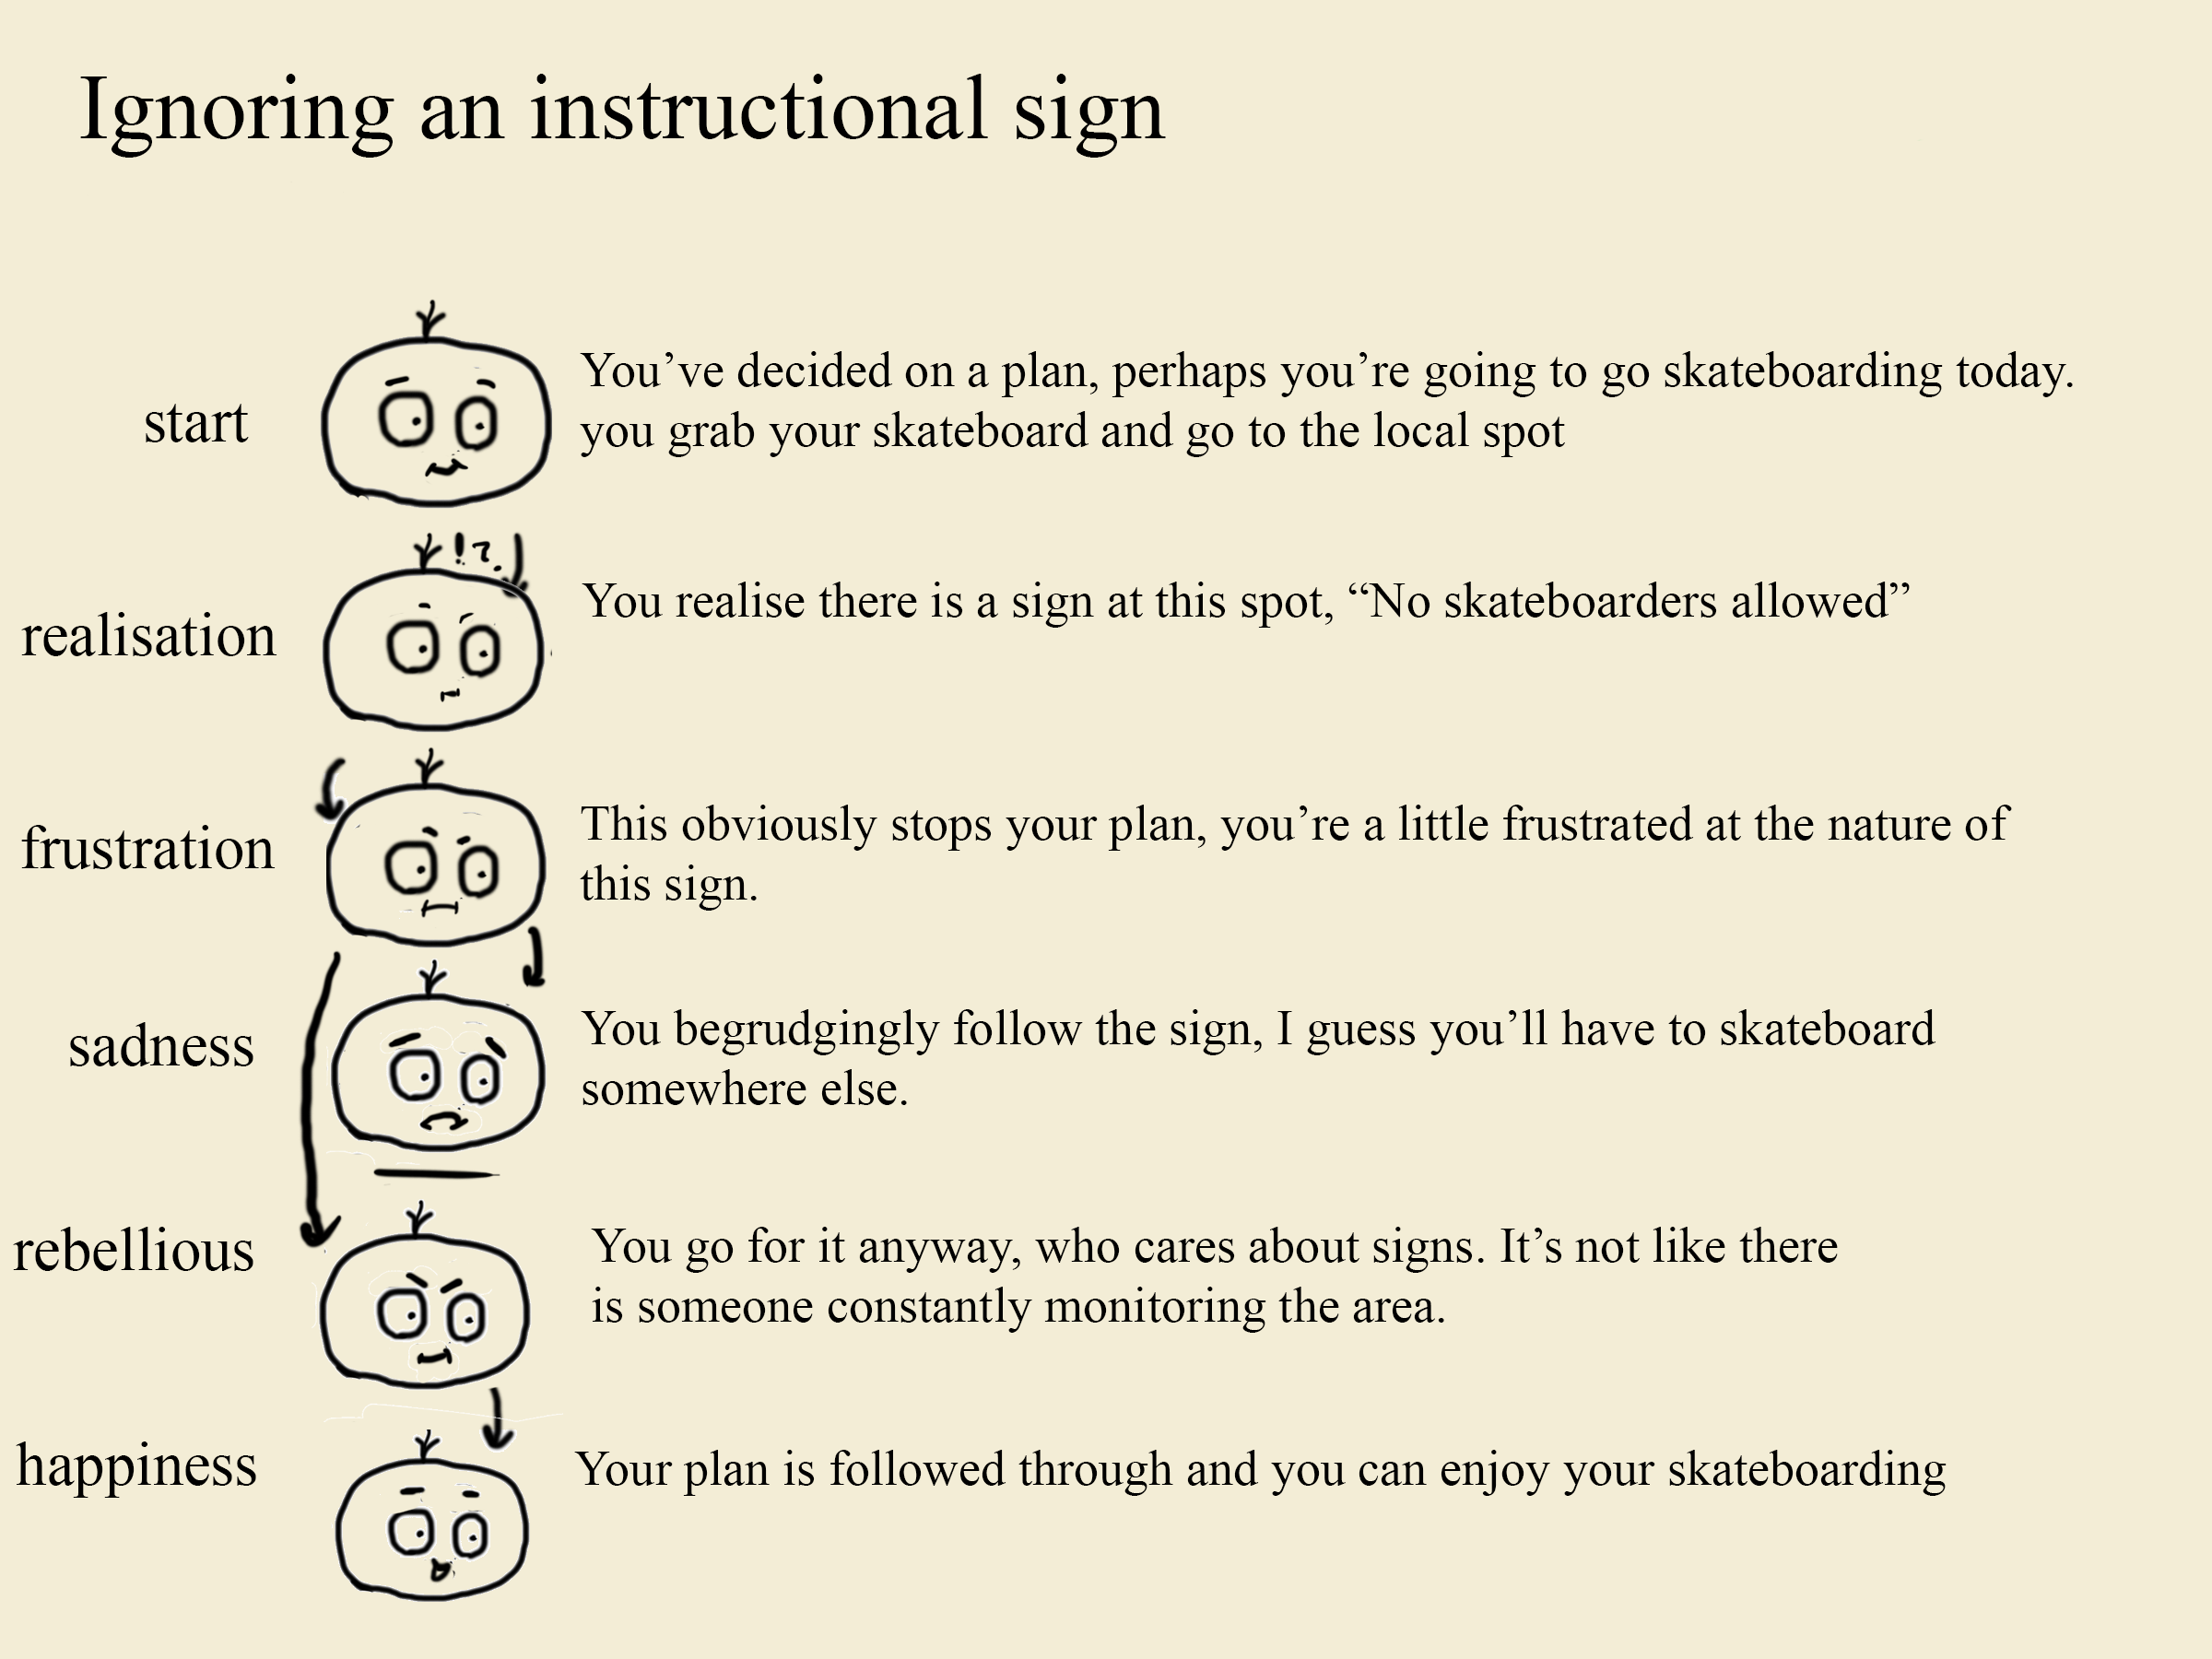 Ignoring an instructional sign
start
You’ve decided on a plan, perhaps you’re going to go skateboarding today.
you grab your skateboard and go to the local spot
!?
realisation
You realise there is a sign at this spot, “No skateboarders allowed”
frustration
This obviously stops your plan, you’re a little frustrated at the nature of
this sign.
sadness
You begrudgingly follow the sign, I guess you’ll have to skateboard
somewhere else.
rebellious
You go for it anyway, who cares about signs. It’s not like there
is someone constantly monitoring the area.
happiness
Your plan is followed through and you can enjoy your skateboarding